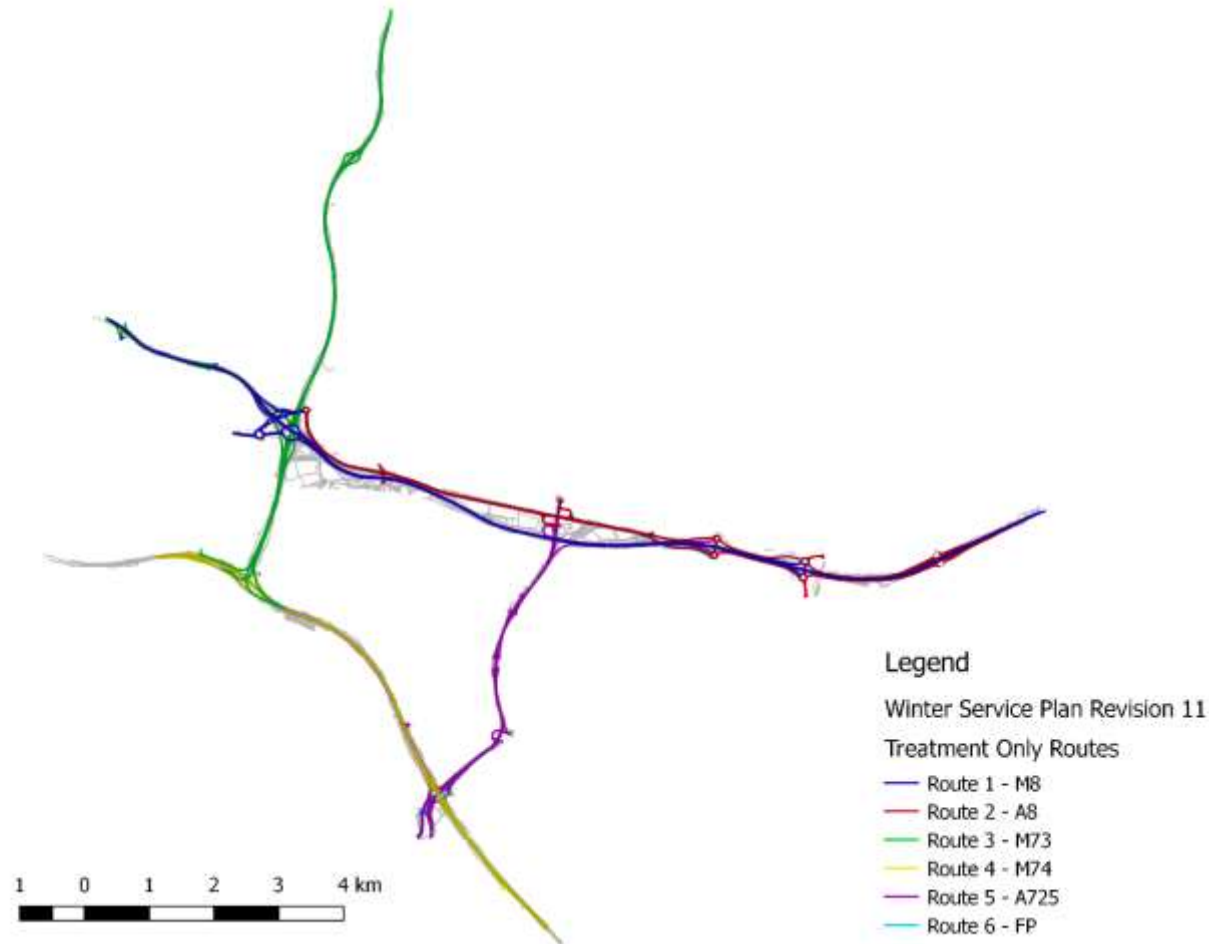 Legend
Winter Service Plan Revision 11
Treatment Only Routes
Route 1 - M8
Route 2 - A8
Route 3 - M73
Route 4 - M74
Route 5 - A725
Route 6 - FP
1 0 1 2 3 4 km